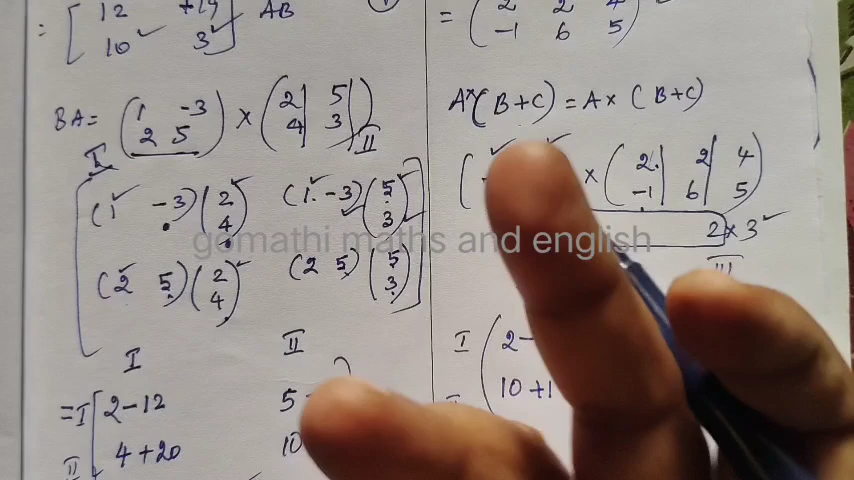 = [ 12 +19
10 3 ] AB
BA = ( 1 -3
2 5 ) × ( 2 5
4 3 )
I II
[ (1 -3) ( 2
4 ) (1 -3) ( 5
3 )
(2 5) ( 2
4 ) (2 5) ( 5
3 ) ]
I II
= I [ 2-12 5
II 4+20 10
= ( 2 2 4
-1 6 5 )
A×(B+C) = A× (B+C)
( × ( 2 2 4
-1 6 5 )
2×3
III
I ( 2-
10+1
gomathi maths and english